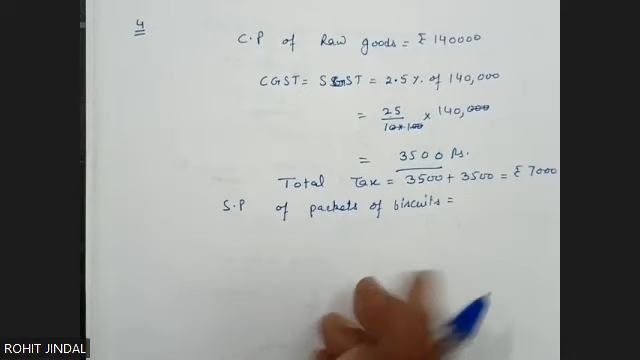 4
C.P of Raw goods = ₹ 140000
CGST = SGST = 2.5 % of 140,000
= 25/10*100 x 140,000
= 3500 Rs.
Total Tax = 3500 + 3500 = ₹ 7000
S.P of packets of biscuits =
ROHIT JINDAL